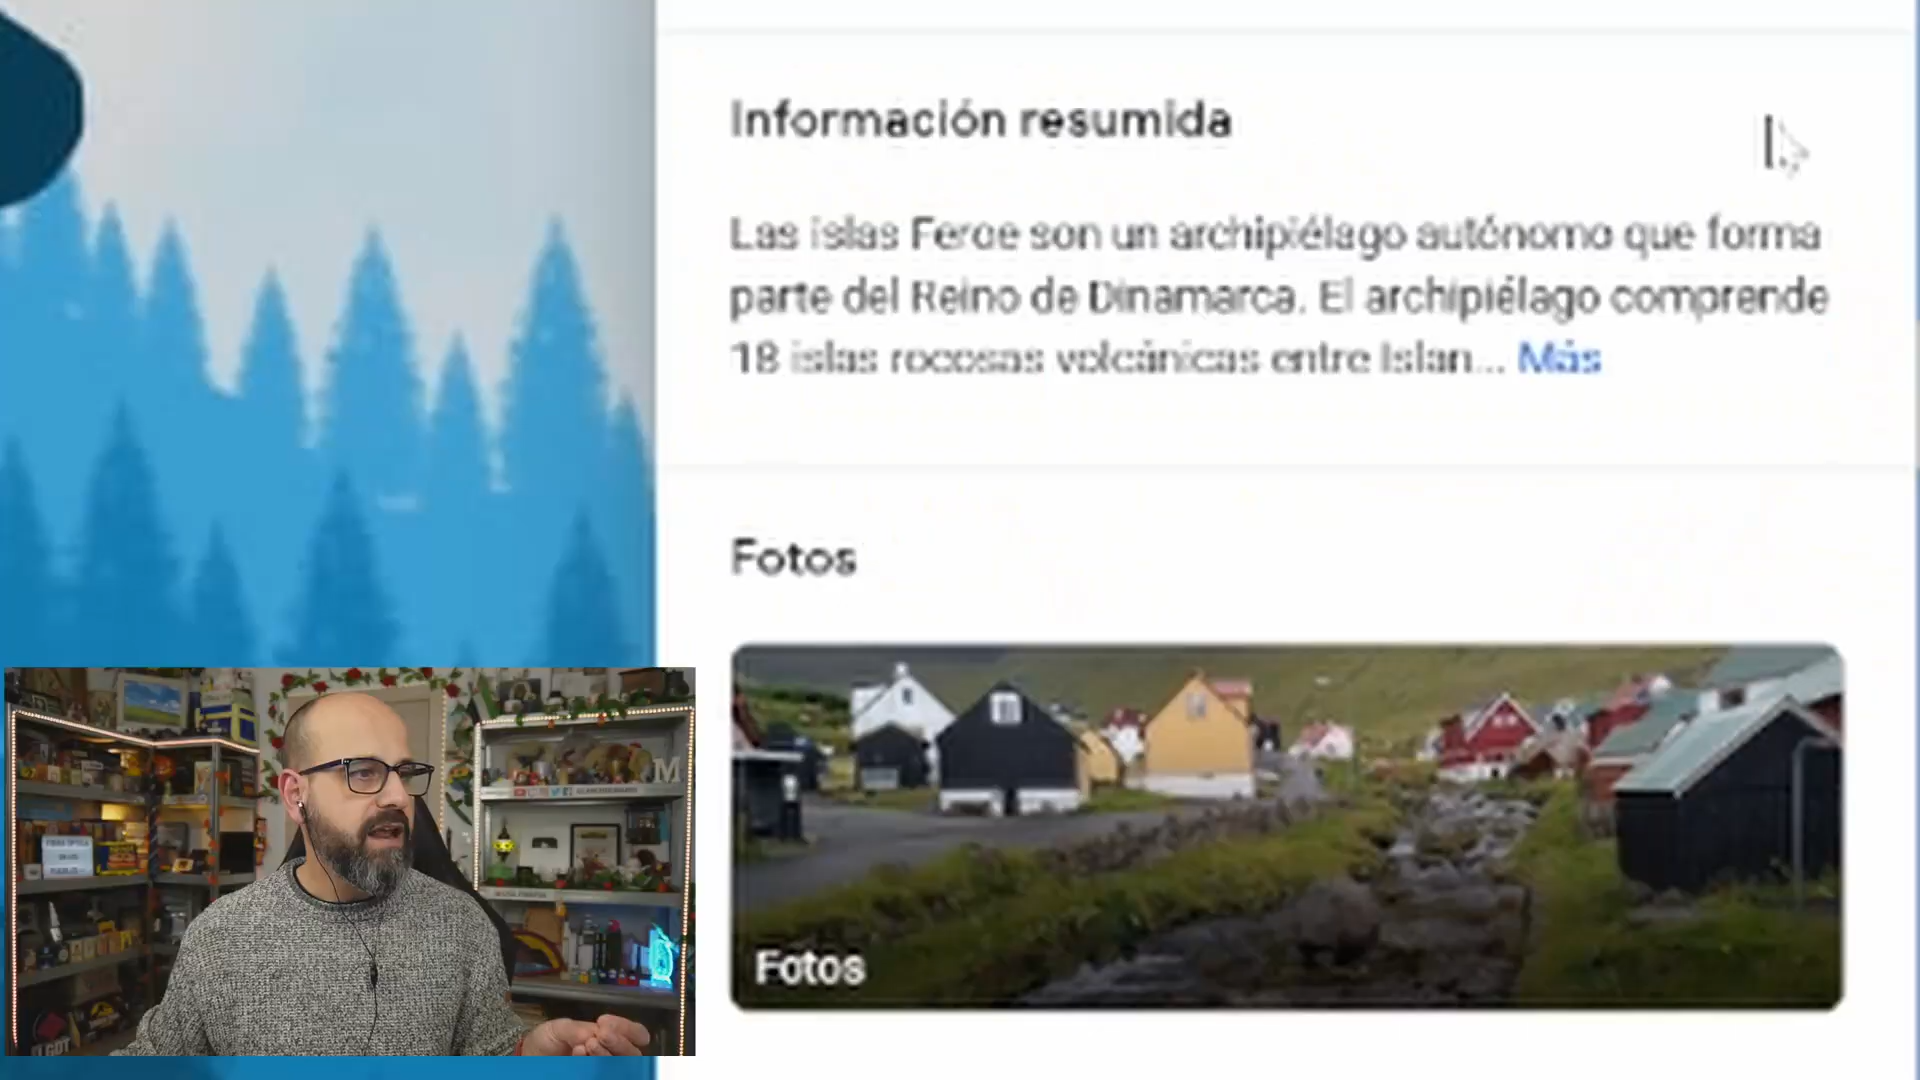 Información resumida
Las islas Feroe son un archipiélago autónomo que forma
parte del Reino de Dinamarca. El archipiélago comprende
18 islas rocosas volcánicas entre Islan... Más
Fotos
Fotos
M